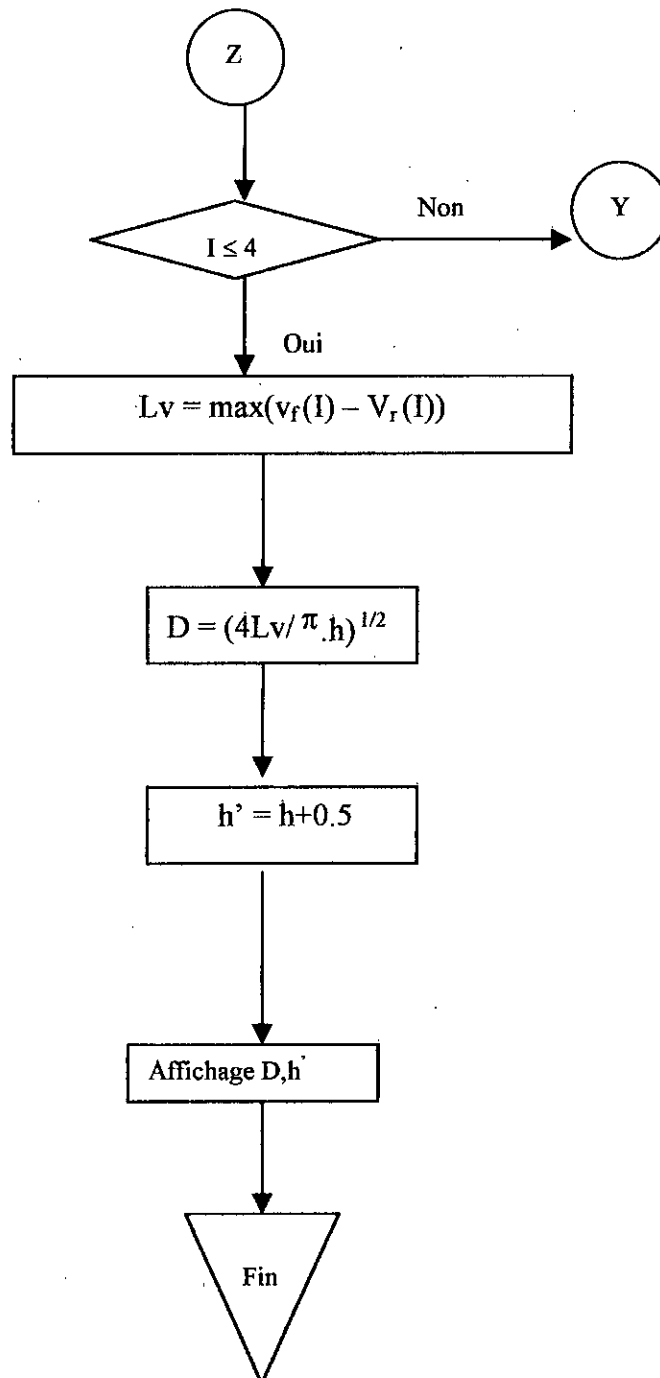 Z
Non
Y
I ≤ 4
Oui
Lv = max(v_f(I) – V_r(I))
D = (4Lv/ π.h)^1/2
h’ = h+0.5
Affichage D,h’
Fin